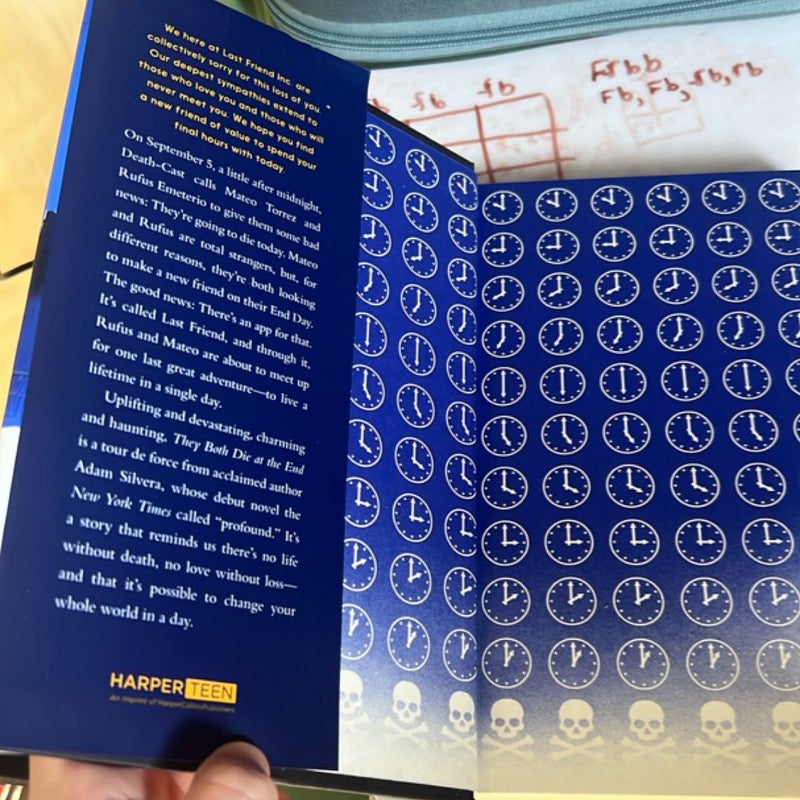 We here at Last Friend Inc. are
collectively sorry for this loss of you.
Our deepest sympathies extend to
those who love you and those who will
never meet you. We hope you find
a new friend of value to spend your
final hours with today.
On September 5, a little after midnight,
Death-Cast calls Mateo Torrez and
Rufus Emeterio to give them some bad
news: They're going to die today. Mateo
and Rufus are total strangers, but, for
different reasons, they're both looking
to make a new friend on their End Day.
The good news: There's an app for that.
It's called Last Friend, and through it,
Rufus and Mateo are about to meet up
for one last great adventure—to live a
lifetime in a single day.
Uplifting and devastating, charming
and haunting, They Both Die at the End
is a tour de force from acclaimed author
Adam Silvera, whose debut novel the
New York Times called “profound.” It's
a story that reminds us there's no life
without death, no love without loss—
and that it's possible to change your
whole world in a day.
HARPER TEEN
An Imprint of HarperCollinsPublishers
fb fb